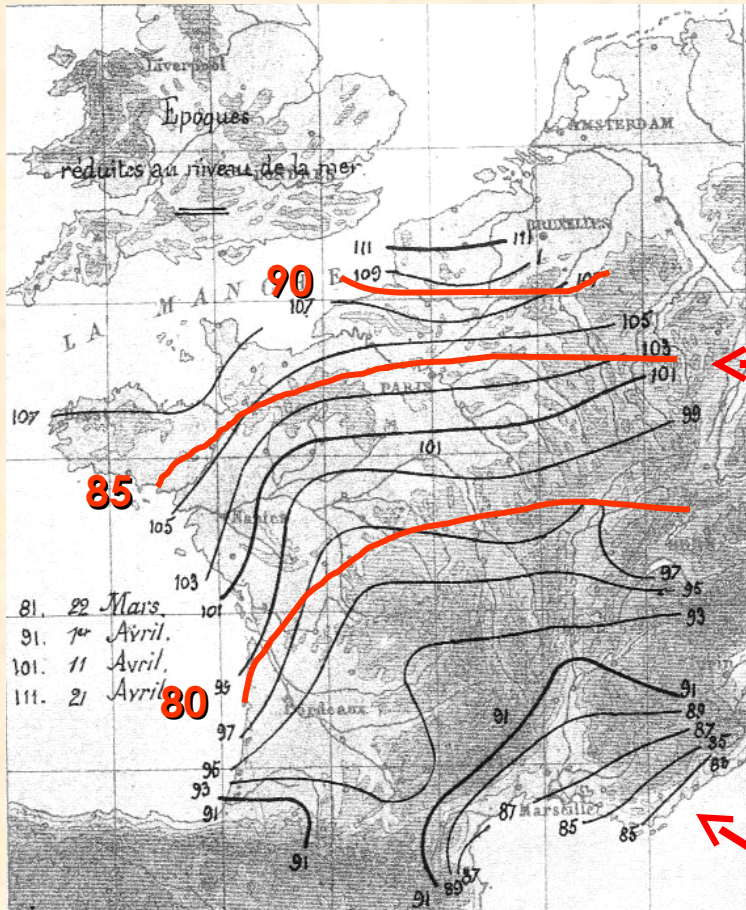 Liverpool
Epoques
AMSTERDAM
réduites au niveau de la mer
BRUXELLES
111 111
109
90
107
LA MANCHE
105
103
PARIS
101
99
107
101
85
105
Nantes
103
97
95
101
93
81. 22 Mars.
91. 1er Avril.
101. 11 Avril.
111. 21 Avril.
80
Bordeaux
91
91
89
97
87
85
93
91
87
Marseille
85
85
91
87
89
91